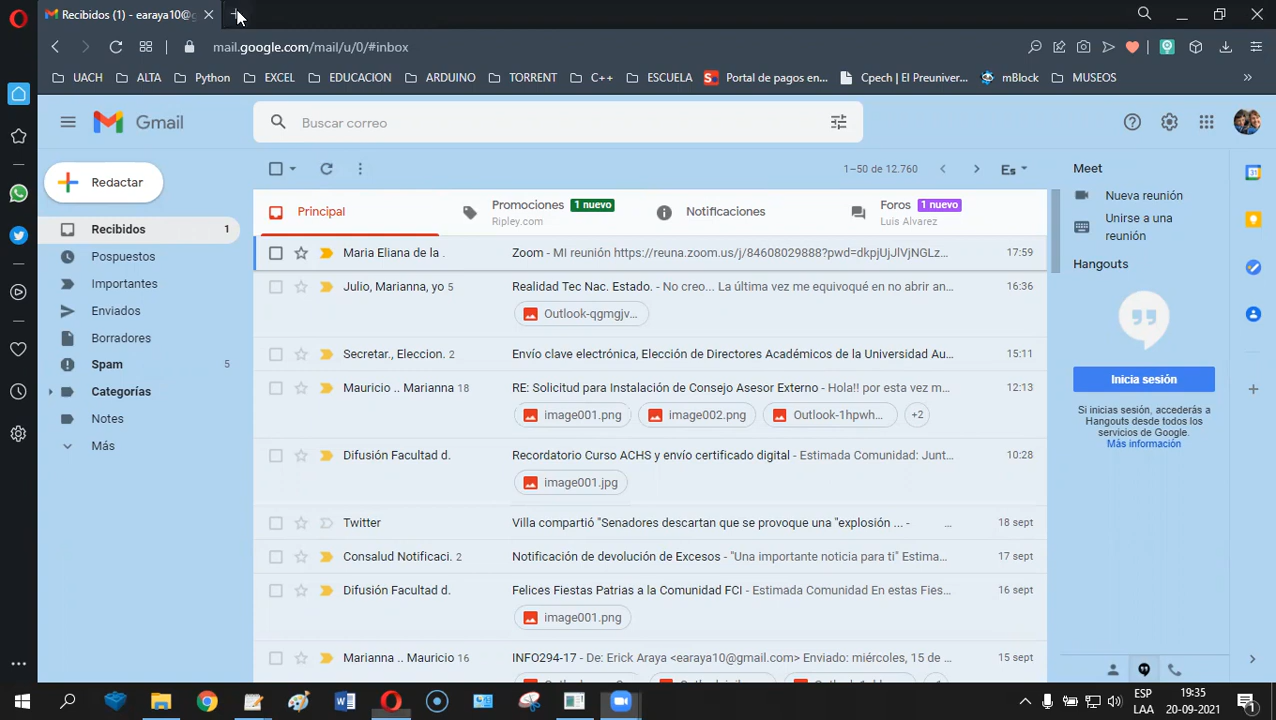 Recibidos (1) - earaya10@g
mail.google.com/mail/u/0/#inbox
UACH ALTA Python EXCEL EDUCACION ARDUINO TORRENT C++ ESCUELA Portal de pagos en... Cpech | El Preuniver... mBlock MUSEOS »
Gmail
Buscar correo
Redactar
1–50 de 12.760
Es
Principal
Promociones 1 nuevo
Ripley.com
Notificaciones
Foros 1 nuevo
Luis Alvarez
Recibidos 1
Pospuestos
Importantes
Enviados
Borradores
Spam 5
Categorías
Notes
Más
Maria Eliana de la . Zoom - MI reunión https://reuna.zoom.us/j/84608029888?pwd=dkpjUjJlVjNGLz... 17:59
Julio, Marianna, yo 5 Realidad Tec Nac. Estado. - No creo... La última vez me equivoqué en no abrir an... 16:36
Outlook-qgmgjv...
Secretar., Eleccion. 2 Envío clave electrónica, Elección de Directores Académicos de la Universidad Au... 15:11
Mauricio .. Marianna 18 RE: Solicitud para Instalación de Consejo Asesor Externo - Hola!! por esta vez m... 12:13
image001.png image002.png Outlook-1hpwh... +2
Difusión Facultad d. Recordatorio Curso ACHS y envío certificado digital - Estimada Comunidad: Junt... 10:28
image001.jpg
Twitter Villa compartió "Senadores descartan que se provoque una "explosión ... - ... 18 sept
Consalud Notificaci. 2 Notificación de devolución de Excesos - "Una importante noticia para ti" Estima... 17 sept
Difusión Facultad d. Felices Fiestas Patrias a la Comunidad FCI - Estimada Comunidad En estas Fies... 16 sept
image001.png
Marianna .. Mauricio 16 INFO294-17 - De: Erick Araya <earaya10@gmail.com> Enviado: miércoles, 15 de ... 15 sept
Meet
Nueva reunión
Unirse a una
reunión
Hangouts
Inicia sesión
Si inicias sesión, accederás a
Hangouts desde todos los
servicios de Google.
Más información
ESP
LAA
19:35
20-09-2021
1